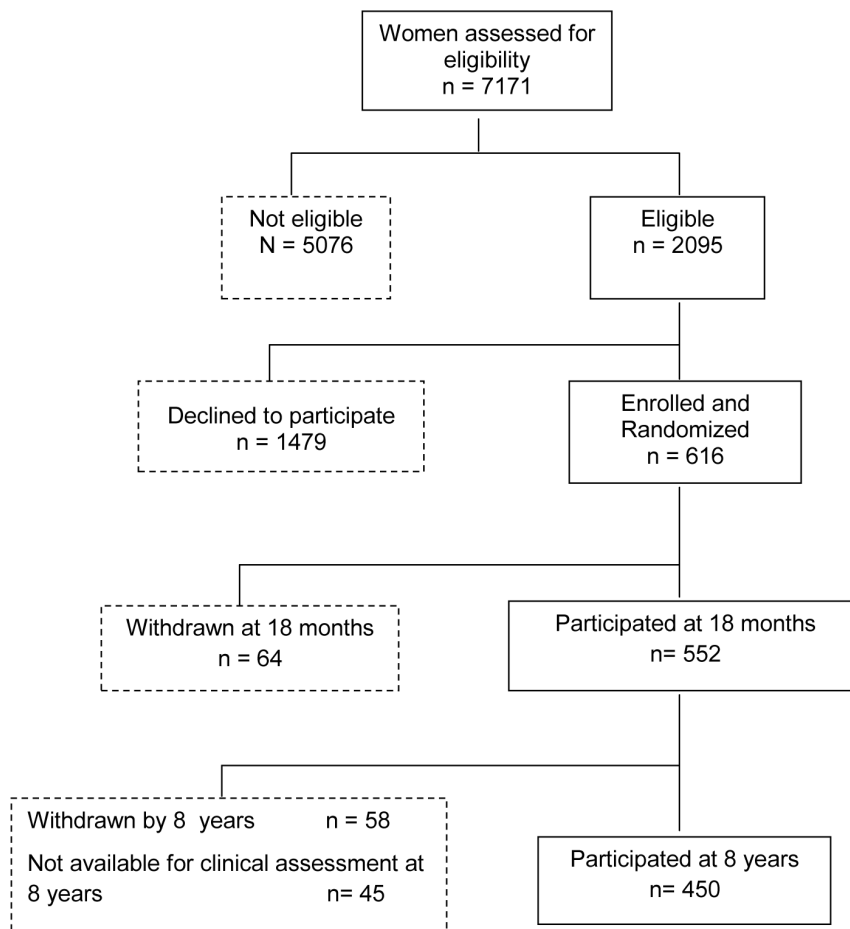 Women assessed for
eligibility
n = 7171
Not eligible
N = 5076
Eligible
n = 2095
Declined to participate
n = 1479
Enrolled and
Randomized
n = 616
Withdrawn at 18 months
n = 64
Participated at 18 months
n= 552
Withdrawn by 8 years n = 58
Not available for clinical assessment at
8 years n= 45
Participated at 8 years
n= 450